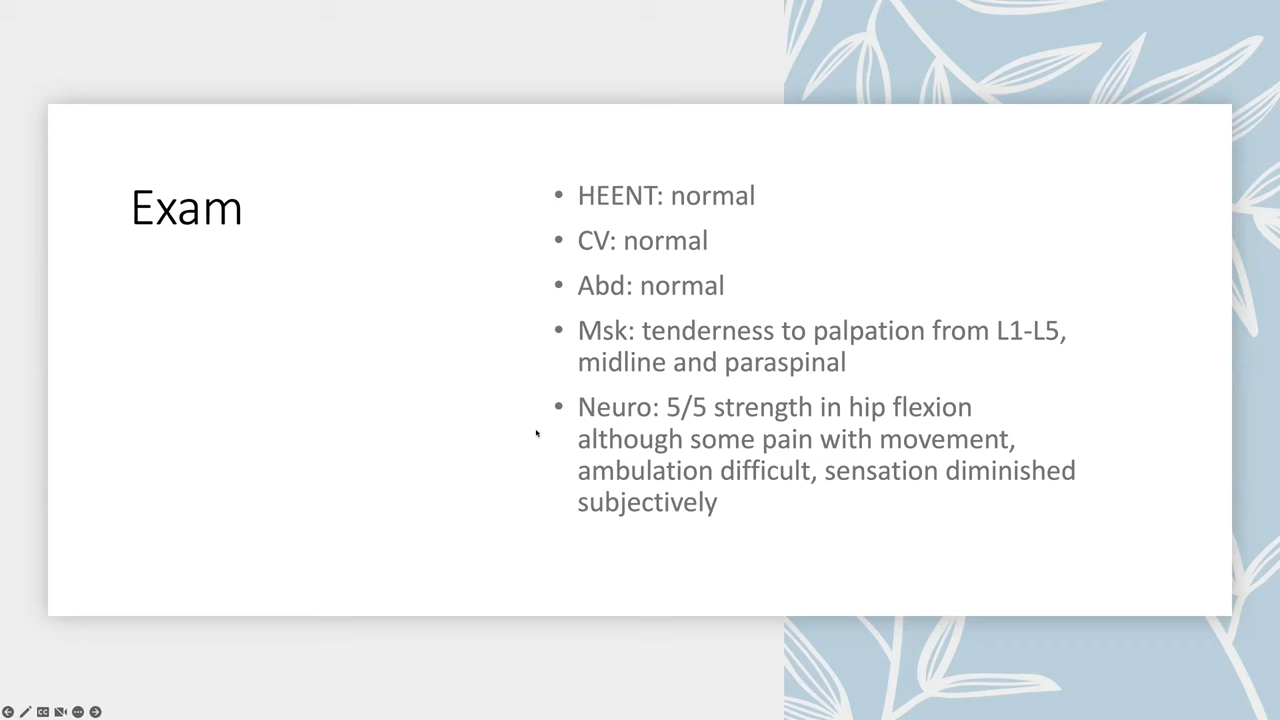 Exam
• HEENT: normal
• CV: normal
• Abd: normal
• Msk: tenderness to palpation from L1-L5,
midline and paraspinal
• Neuro: 5/5 strength in hip flexion
although some pain with movement,
ambulation difficult, sensation diminished
subjectively